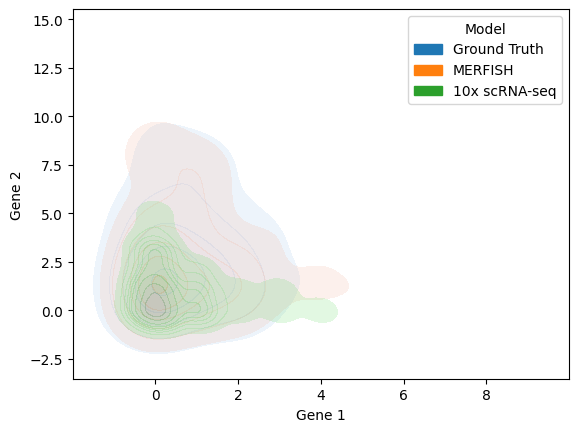 15.0
12.5
10.0
7.5
5.0
2.5
0.0
−2.5
Gene 2
0 2 4 6 8
Gene 1
Model
Ground Truth
MERFISH
10x scRNA-seq